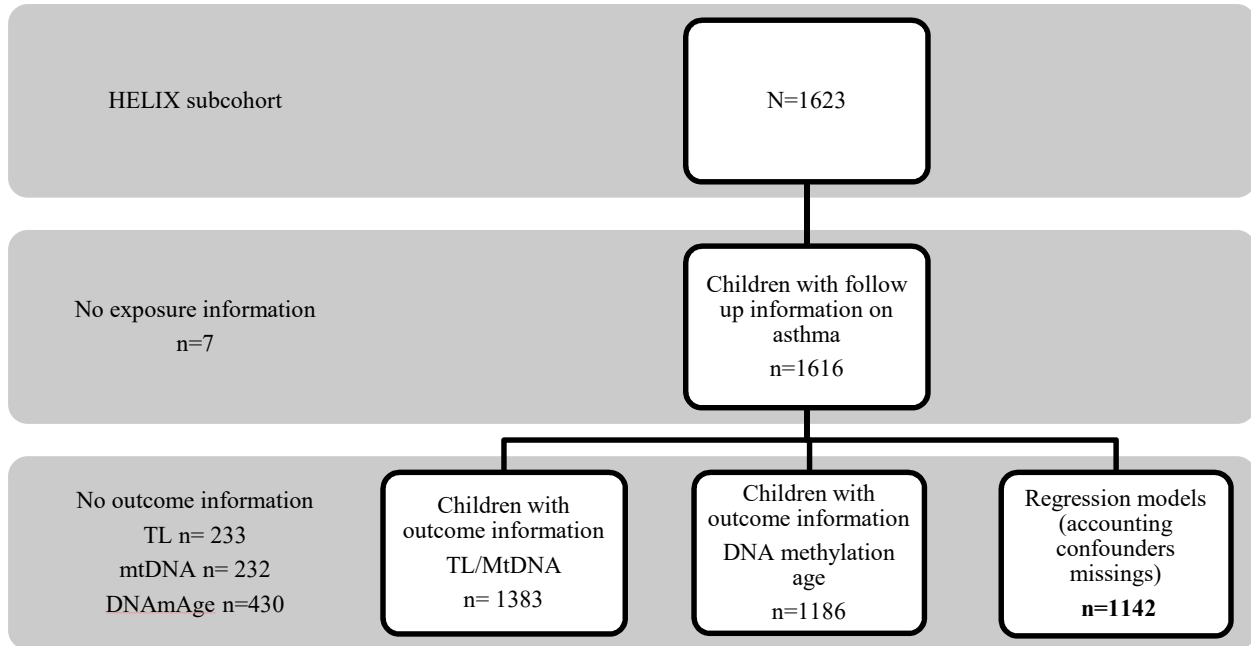 HELIX subcohort
N=1623
No exposure information
n=7
Children with follow
up information on
asthma
n=1616
No outcome information
TL n= 233
mtDNA n= 232
DNAmAge n=430
Children with
outcome information
TL/MtDNA
n= 1383
Children with
outcome information
DNA methylation
age
n=1186
Regression models
(accounting
confounders
missings)
n=1142